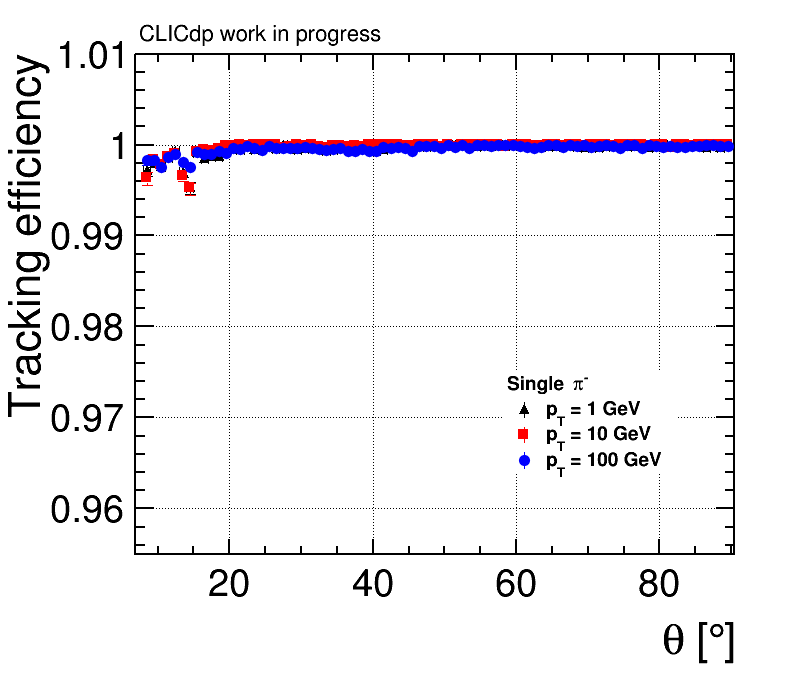 CLICdp work in progress
Tracking efficiency
1.01
1
0.99
0.98
0.97
0.96
Single π⁻
p_T = 1 GeV
p_T = 10 GeV
p_T = 100 GeV
20 40 60 80
θ [°]